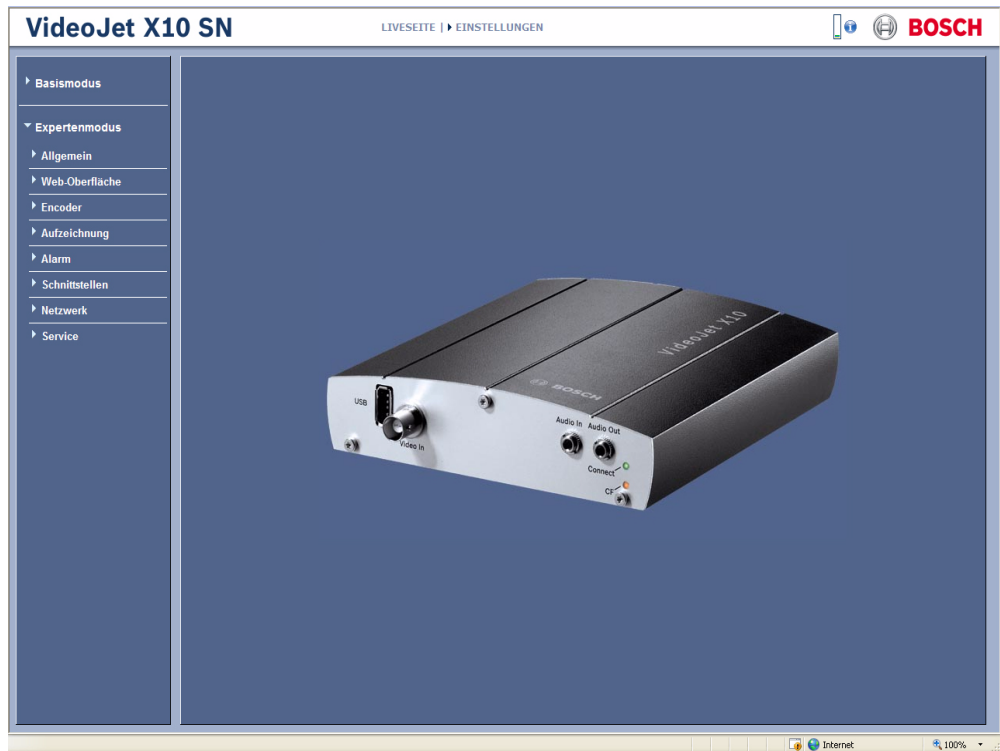 VideoJet X10 SN
LIVESEITE | EINSTELLUNGEN
BOSCH
Basismodus
Expertenmodus
Allgemein
Web-Oberfläche
Encoder
Aufzeichnung
Alarm
Schnittstellen
Netzwerk
Service
VideoJet X10
BOSCH
USB
Video In
Audio In Audio Out
Connect
CF
Internet
100%